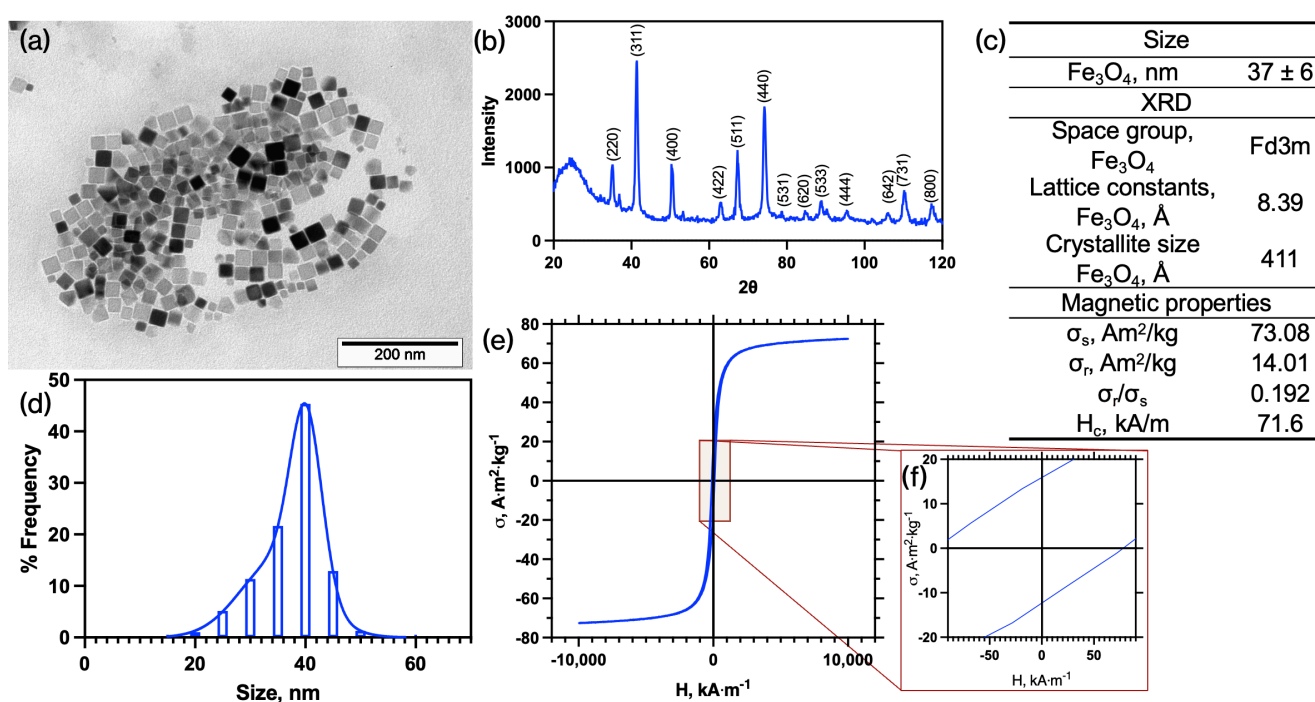 (a)
200 nm
(b)
3000
2000
1000
0
Intensity
(220)
(311)
(400)
(422)
(511)
(440)
(531)
(620)
(533)
(444)
(642)
(731)
(800)
20
40
60
80
100
120
2θ
(c)
Size
Fe₃O₄, nm 37 ± 6
XRD
Space group,
Fe₃O₄ Fd3m
Lattice constants,
Fe₃O₄, Å 8.39
Crystallite size
Fe₃O₄, Å 411
Magnetic properties
σₛ, Am²/kg 73.08
σᵣ, Am²/kg 14.01
σᵣ/σₛ 0.192
H꜀, kA/m 71.6
(d)
50
40
30
20
10
0
% Frequency
0
20
40
60
Size, nm
(e)
80
60
40
20
0
-20
-40
-60
-80
σ, A·m²·kg⁻¹
-10,000
0
10,000
H, kA·m⁻¹
(f)
20
10
0
-10
-20
σ, A·m²·kg⁻¹
-50
0
50
H, kA·m⁻¹